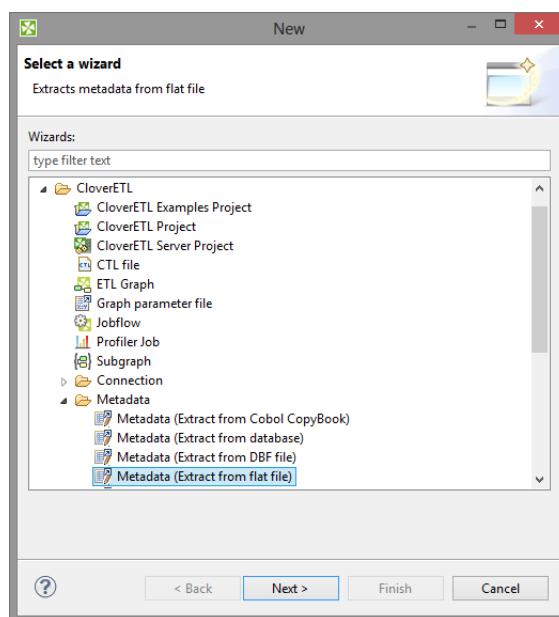 New
Select a wizard
Extracts metadata from flat file
Wizards:
type filter text
CloverETL
CloverETL Examples Project
CloverETL Project
CloverETL Server Project
CTL file
ETL Graph
Graph parameter file
Jobflow
Profiler Job
Subgraph
Connection
Metadata
Metadata (Extract from Cobol CopyBook)
Metadata (Extract from database)
Metadata (Extract from DBF file)
Metadata (Extract from flat file)
? < Back Next > Finish Cancel